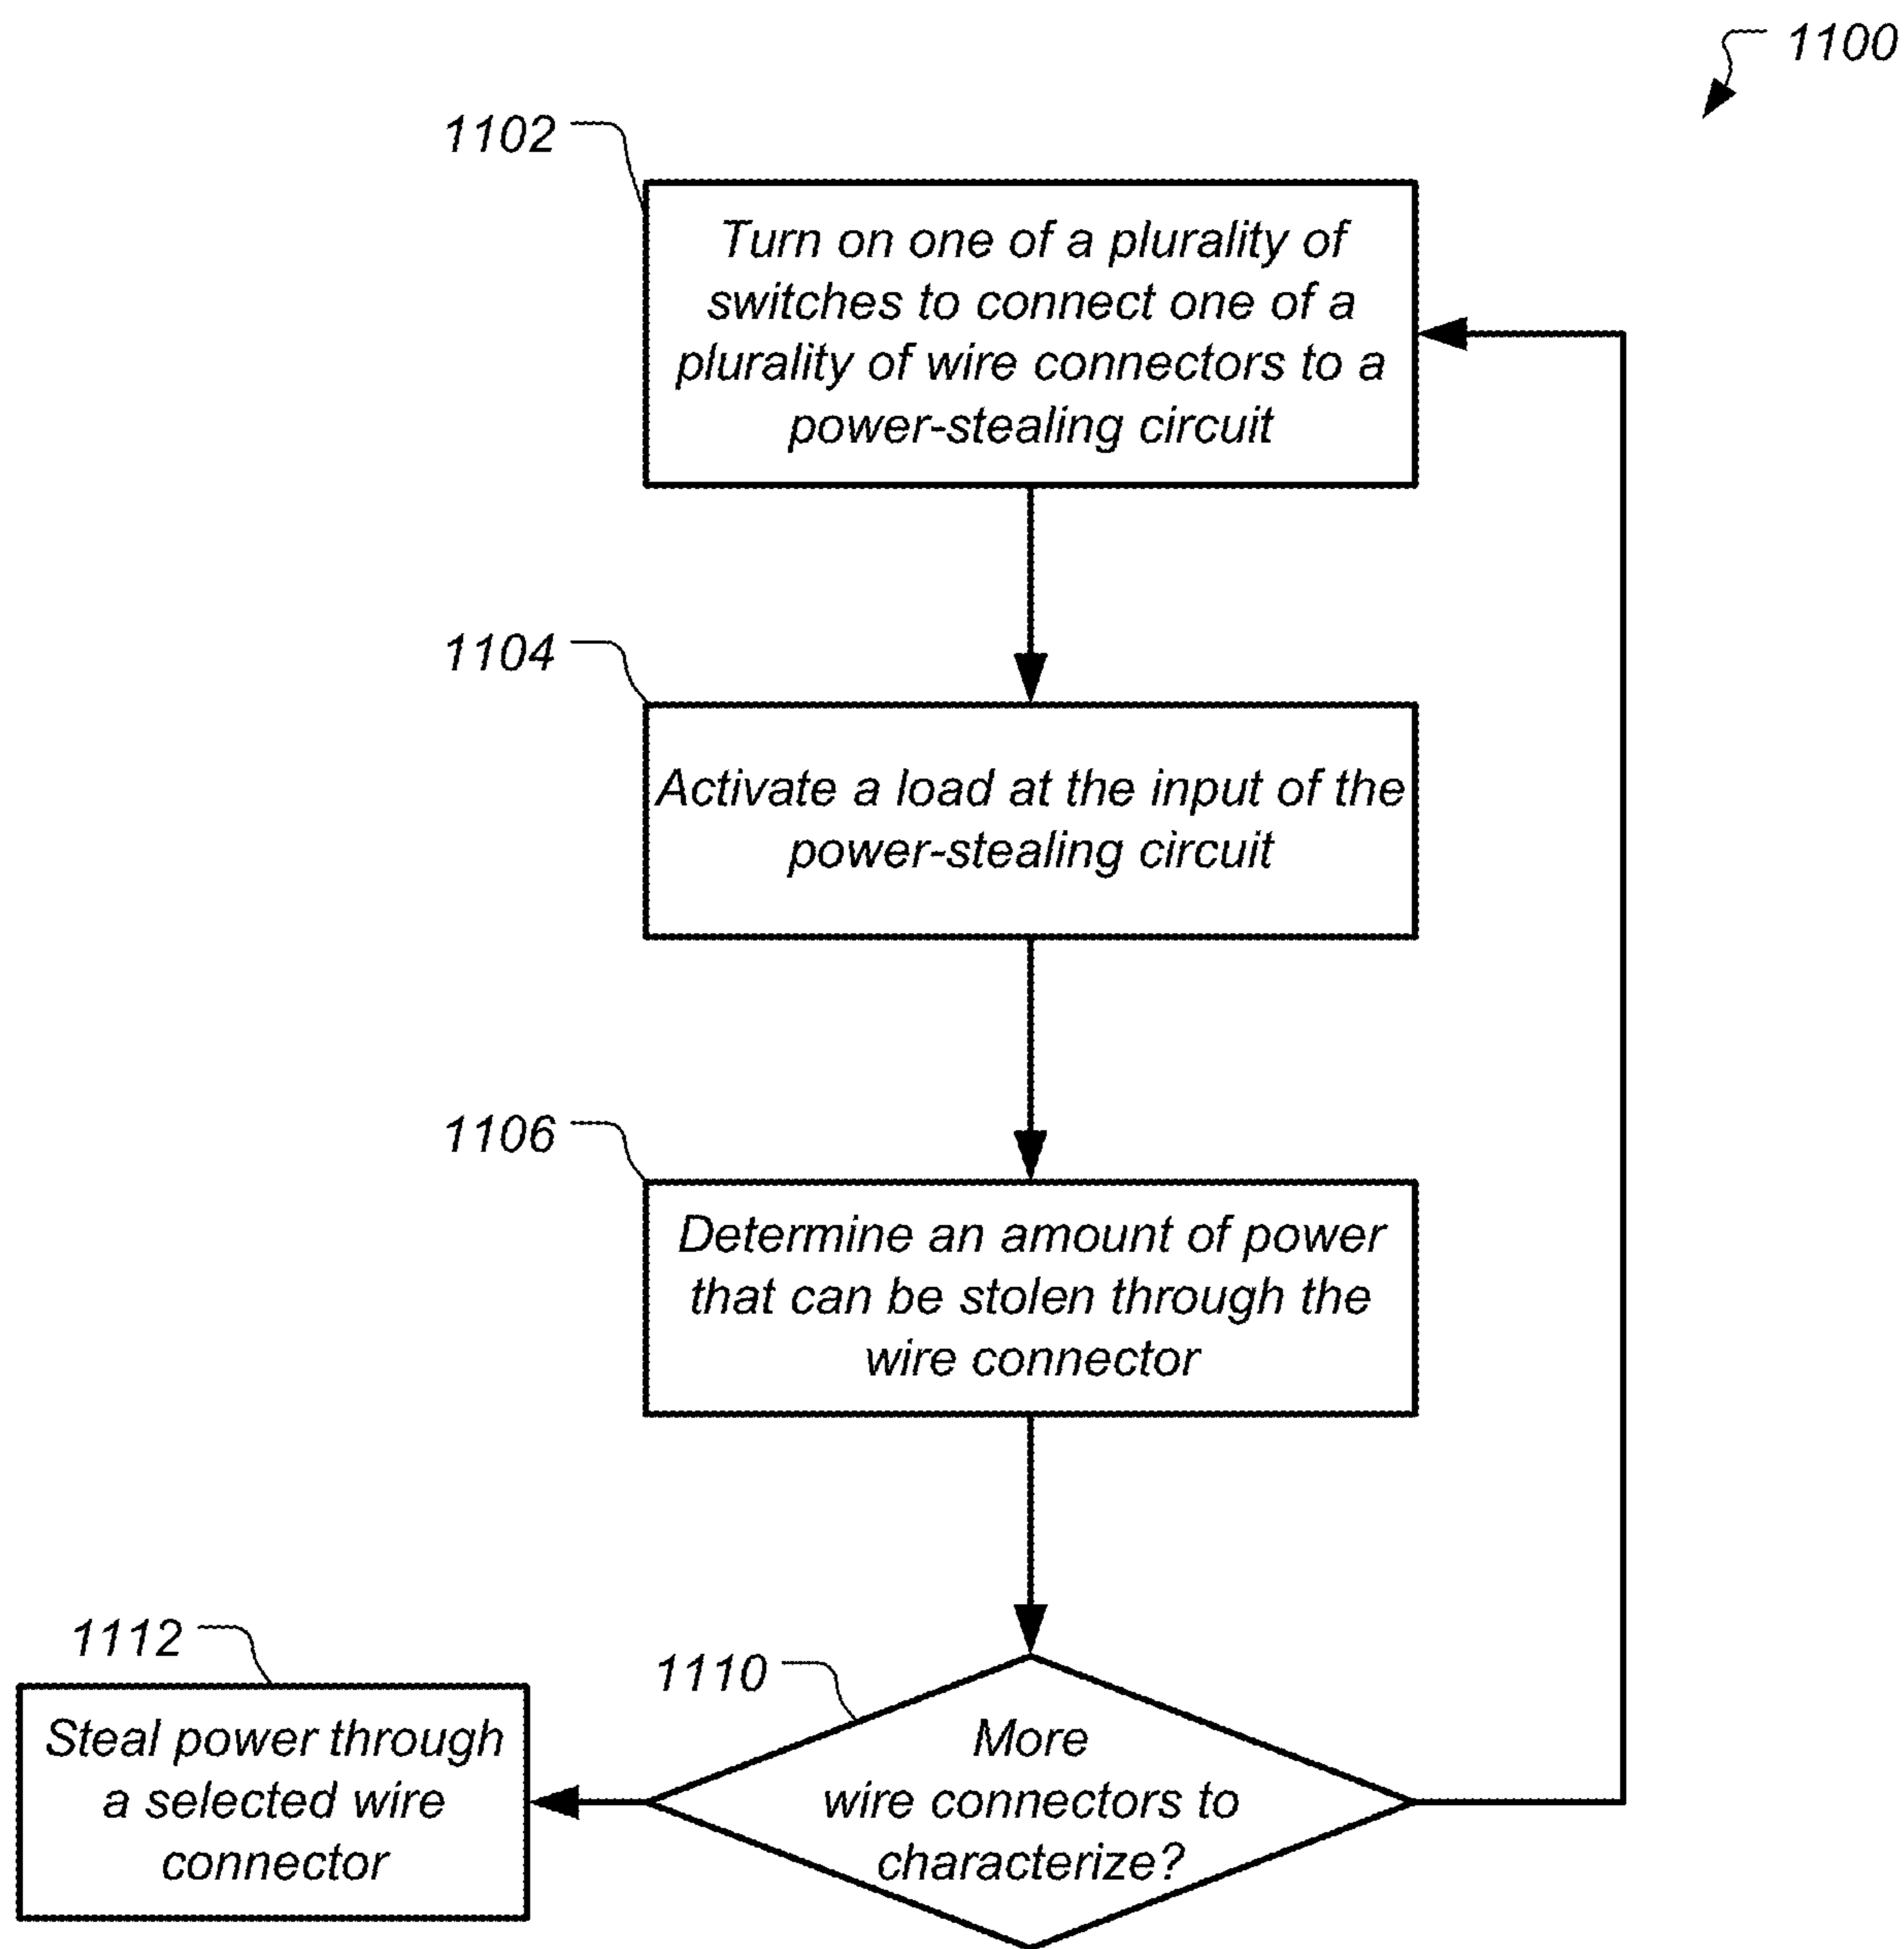 1100
1102
Turn on one of a plurality of
switches to connect one of a
plurality of wire connectors to a
power-stealing circuit
1104
Activate a load at the input of the
power-stealing circuit
1106
Determine an amount of power
that can be stolen through the
wire connector
1112
Steal power through
a selected wire
connector
1110
More
wire connectors to
characterize?